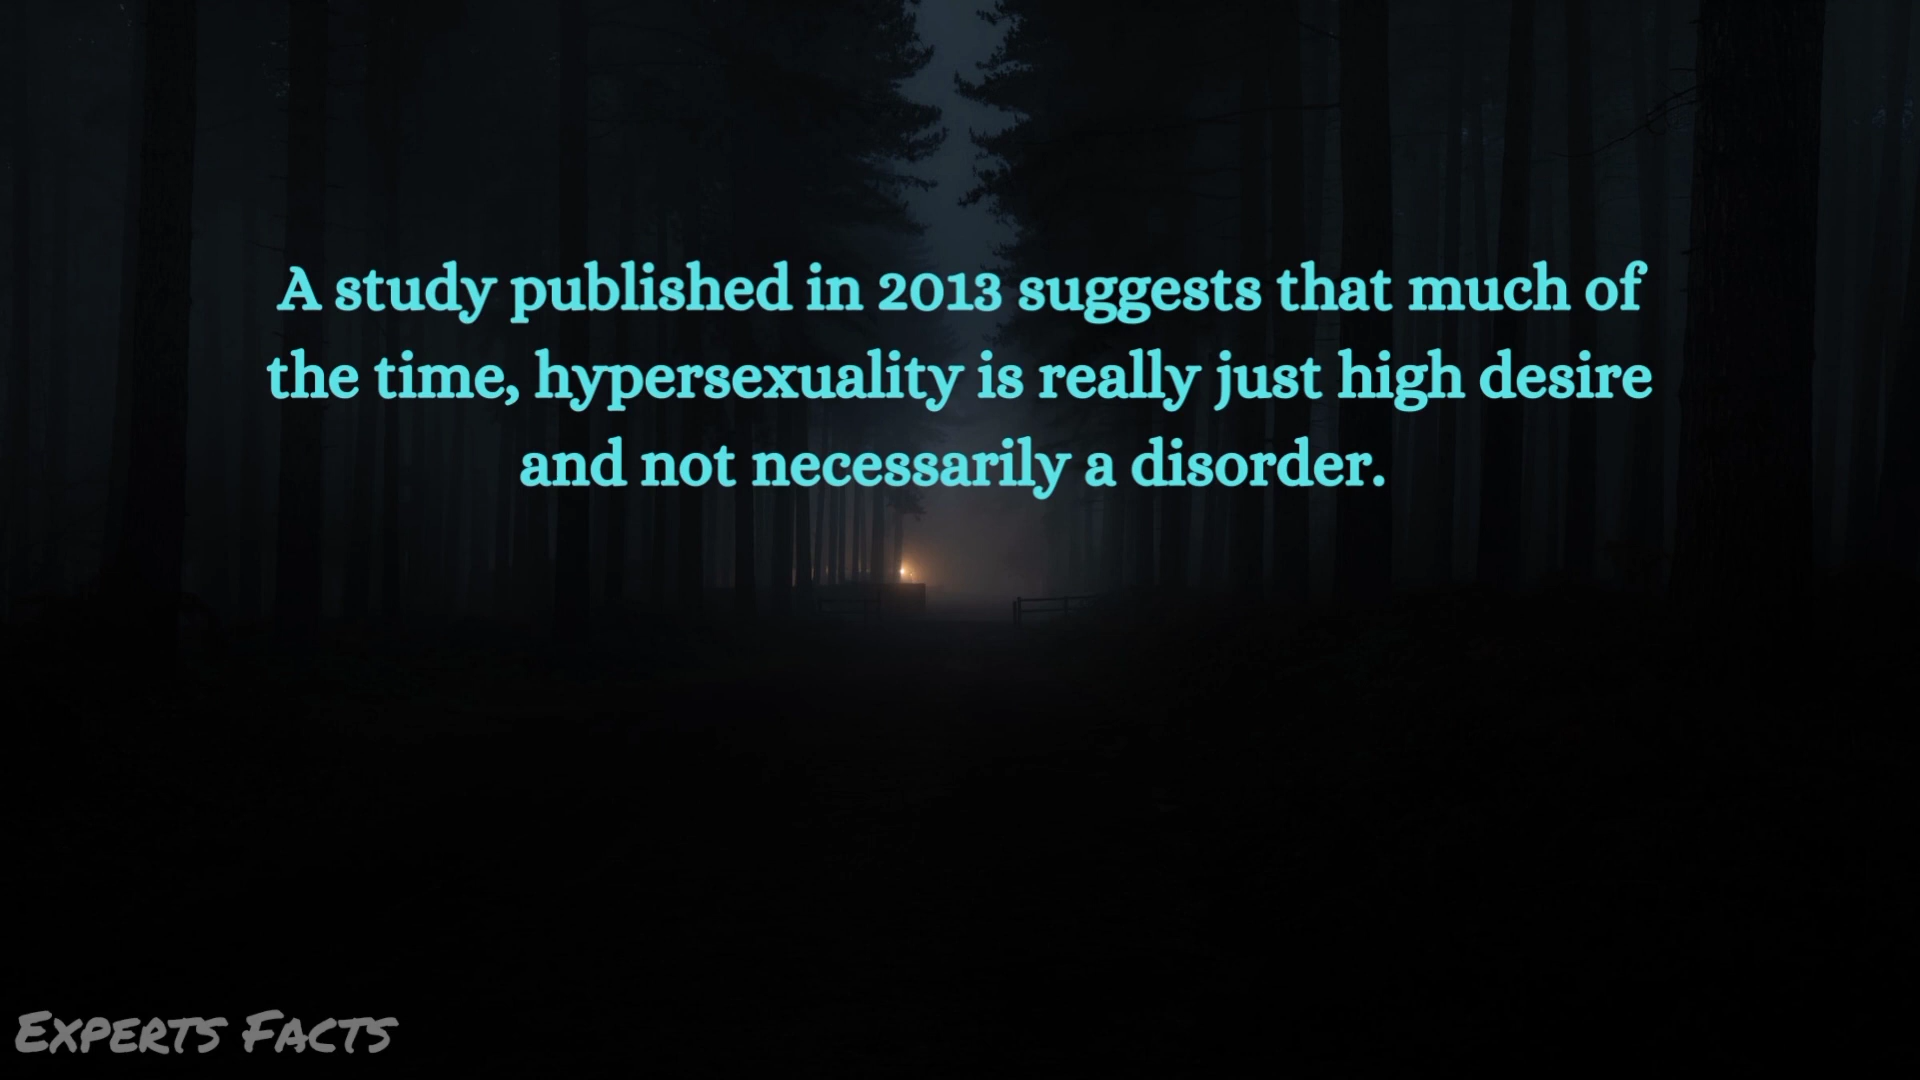 A study published in 2013 suggests that much of
the time, hypersexuality is really just high desire
and not necessarily a disorder.
Experts Facts